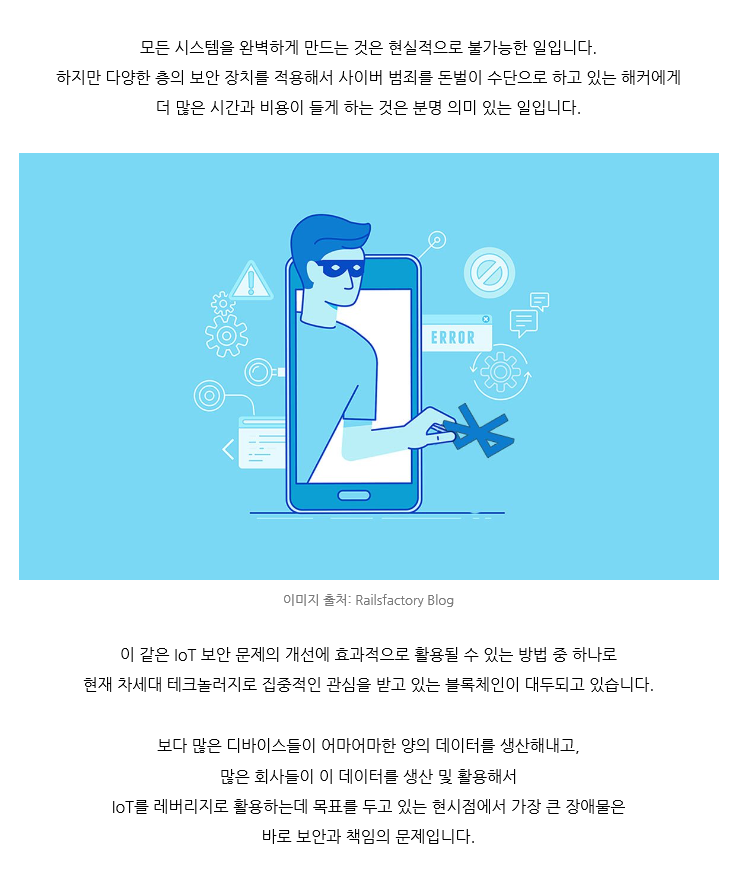 모든 시스템을 완벽하게 만드는 것은 현실적으로 불가능한 일입니다.
하지만 다양한 층의 보안 장치를 적용해서 사이버 범죄를 돈벌이 수단으로 하고 있는 해커에게
더 많은 시간과 비용이 들게 하는 것은 분명 의미 있는 일입니다.
ERROR
이미지 출처: Railsfactory Blog
이 같은 IoT 보안 문제의 개선에 효과적으로 활용될 수 있는 방법 중 하나로
현재 차세대 테크놀러지로 집중적인 관심을 받고 있는 블록체인이 대두되고 있습니다.
보다 많은 디바이스들이 어마어마한 양의 데이터를 생산해내고,
많은 회사들이 이 데이터를 생산 및 활용해서
IoT를 레버리지로 활용하는데 목표를 두고 있는 현시점에서 가장 큰 장애물은
바로 보안과 책임의 문제입니다.